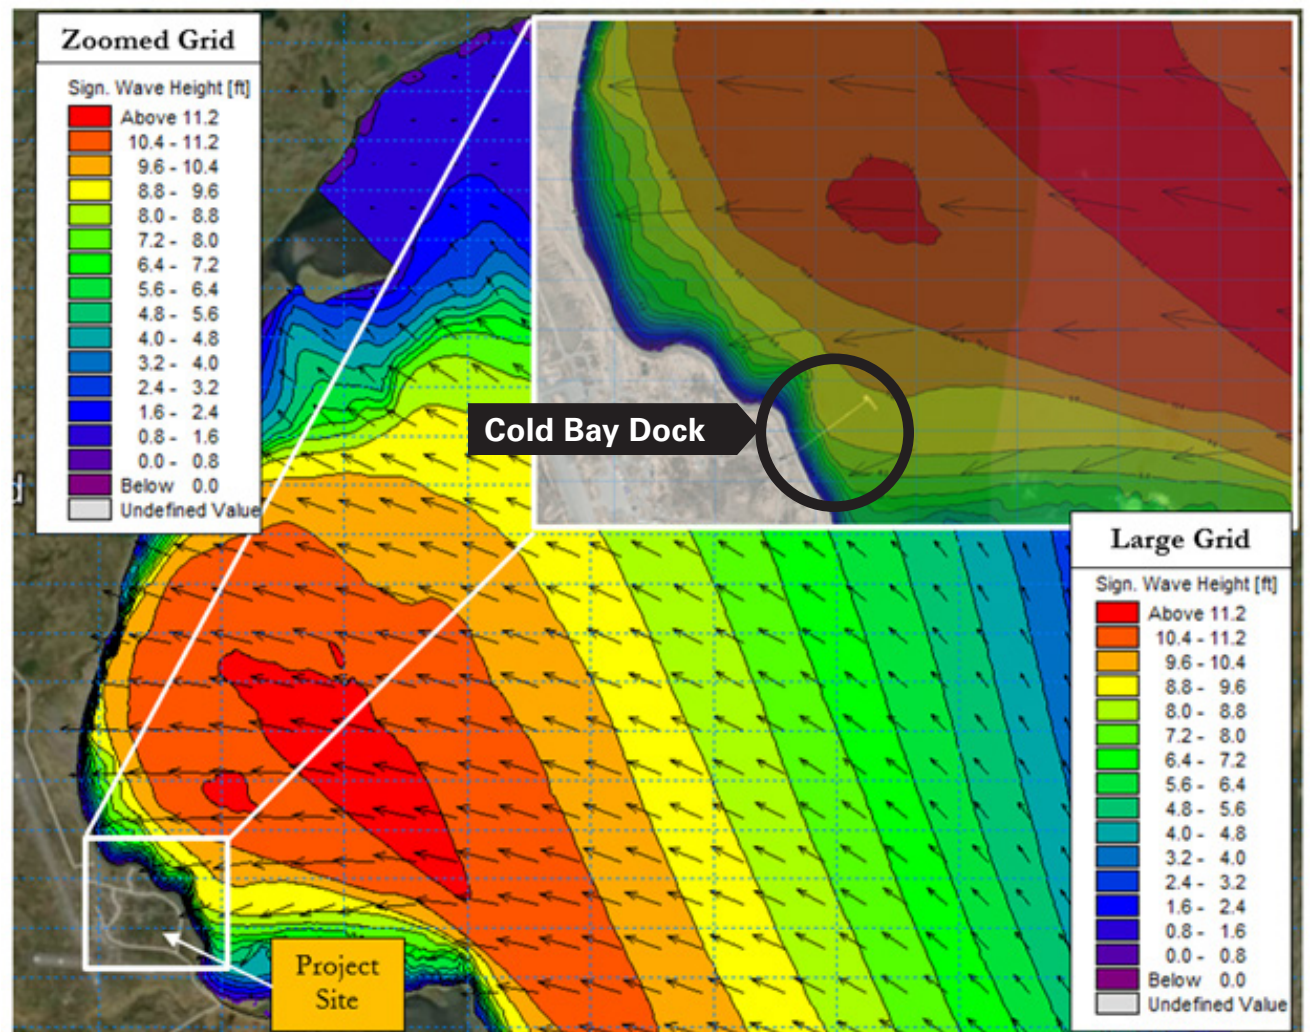 Zoomed Grid
Sign. Wave Height [ft]
Above 11.2
10.4 - 11.2
9.6 - 10.4
8.8 - 9.6
8.0 - 8.8
7.2 - 8.0
6.4 - 7.2
5.6 - 6.4
4.8 - 5.6
4.0 - 4.8
3.2 - 4.0
2.4 - 3.2
1.6 - 2.4
0.8 - 1.6
0.0 - 0.8
Below 0.0
Undefined Value
Cold Bay Dock
Large Grid
Sign. Wave Height [ft]
Above 11.2
10.4 - 11.2
9.6 - 10.4
8.8 - 9.6
8.0 - 8.8
7.2 - 8.0
6.4 - 7.2
5.6 - 6.4
4.8 - 5.6
4.0 - 4.8
3.2 - 4.0
2.4 - 3.2
1.6 - 2.4
0.8 - 1.6
0.0 - 0.8
Below 0.0
Undefined Value
Project
Site